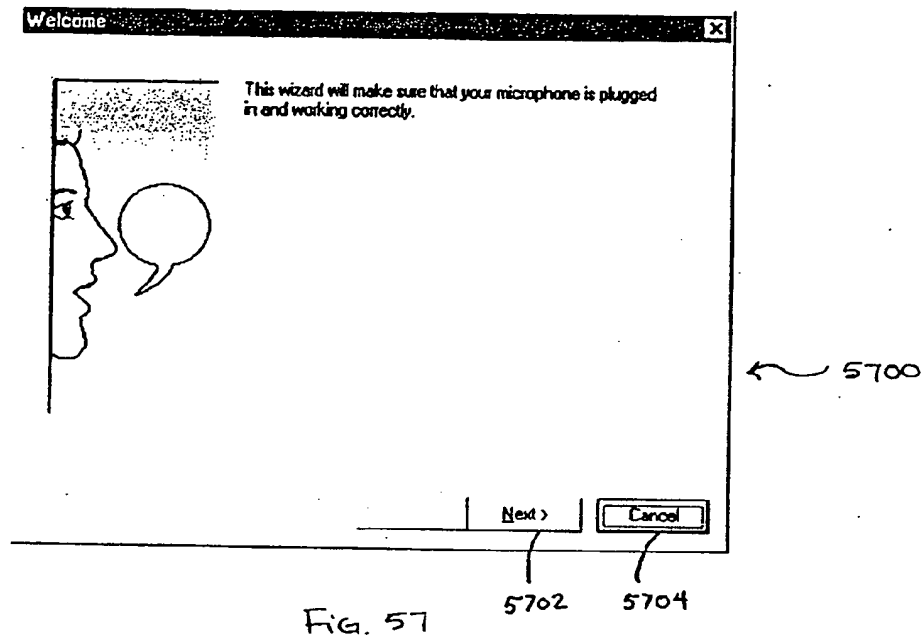 Welcome
This wizard will make sure that your microphone is plugged
in and working correctly.
5700
Next >
Cancel
5702
5704
FIG. 57